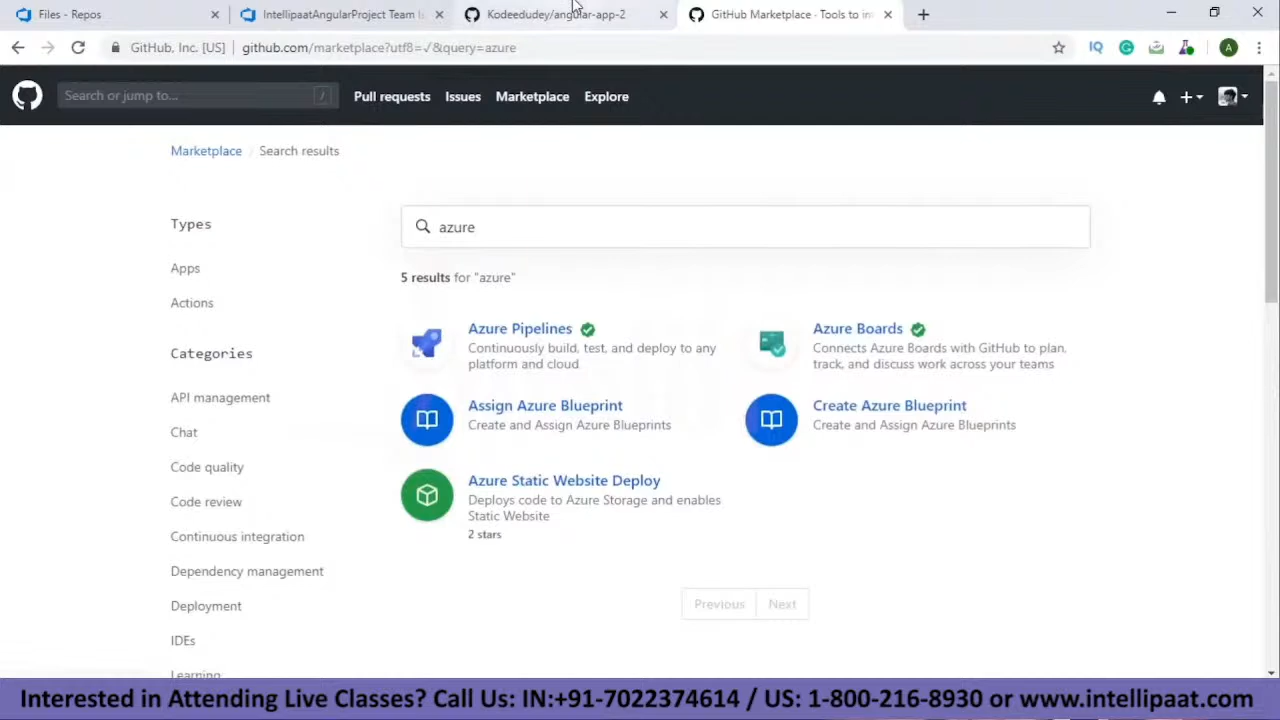 Files - Repos
IntellipaatAngularProject Team
Kodeedudey/angular-app-2
GitHub Marketplace - Tools to
GitHub, Inc. [US]
github.com/marketplace?utf8=✓&query=azure
IQ
A
Search or jump to...
/
Pull requests
Issues
Marketplace
Explore
Marketplace / Search results
Types
Apps
Actions
Categories
API management
Chat
Code quality
Code review
Continuous integration
Dependency management
Deployment
IDEs
Learning
azure
5 results for "azure"
Azure Pipelines
Continuously build, test, and deploy to any
platform and cloud
Azure Boards
Connects Azure Boards with GitHub to plan,
track, and discuss work across your teams
Assign Azure Blueprint
Create and Assign Azure Blueprints
Create Azure Blueprint
Create and Assign Azure Blueprints
Azure Static Website Deploy
Deploys code to Azure Storage and enables
Static Website
2 stars
Previous
Next
Interested in Attending Live Classes? Call Us: IN:+91-7022374614 / US: 1-800-216-8930 or www.intellipaat.com